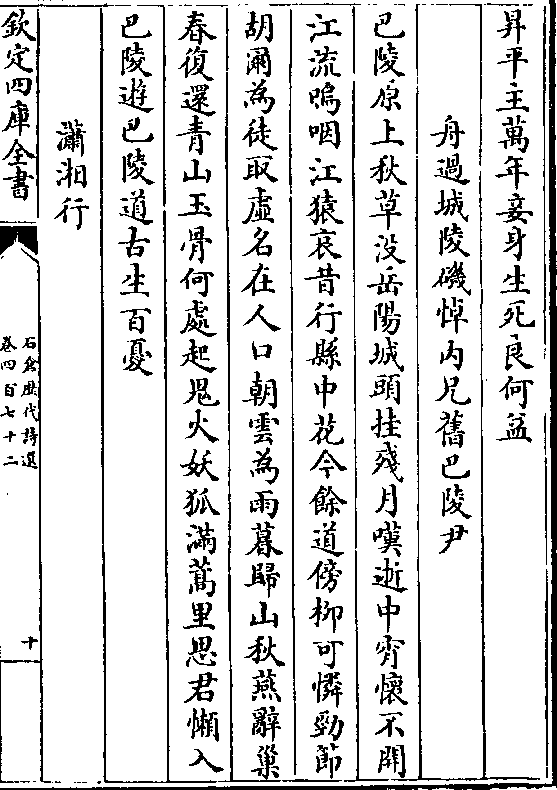 昇平主萬年妾身生死良何益
舟過城陵磯悼内兄舊巴陵尹
巴陵原上秋草没岳陽城頭挂殘月嘆逝中宵懷不開
江流嗚咽江猿哀昔行縣中花今餘道傍柳可憐勁節
胡爾為徒取虛名在人口朝雲為雨暮歸山秋燕辭巢
春復還青山玉骨何處起鬼火妖狐滿蒿里思君懶入
巴陵遊巴陵道古生百憂
瀟湘行
欽定四庫全書
石倉歴代詩選
卷四百七十二
十